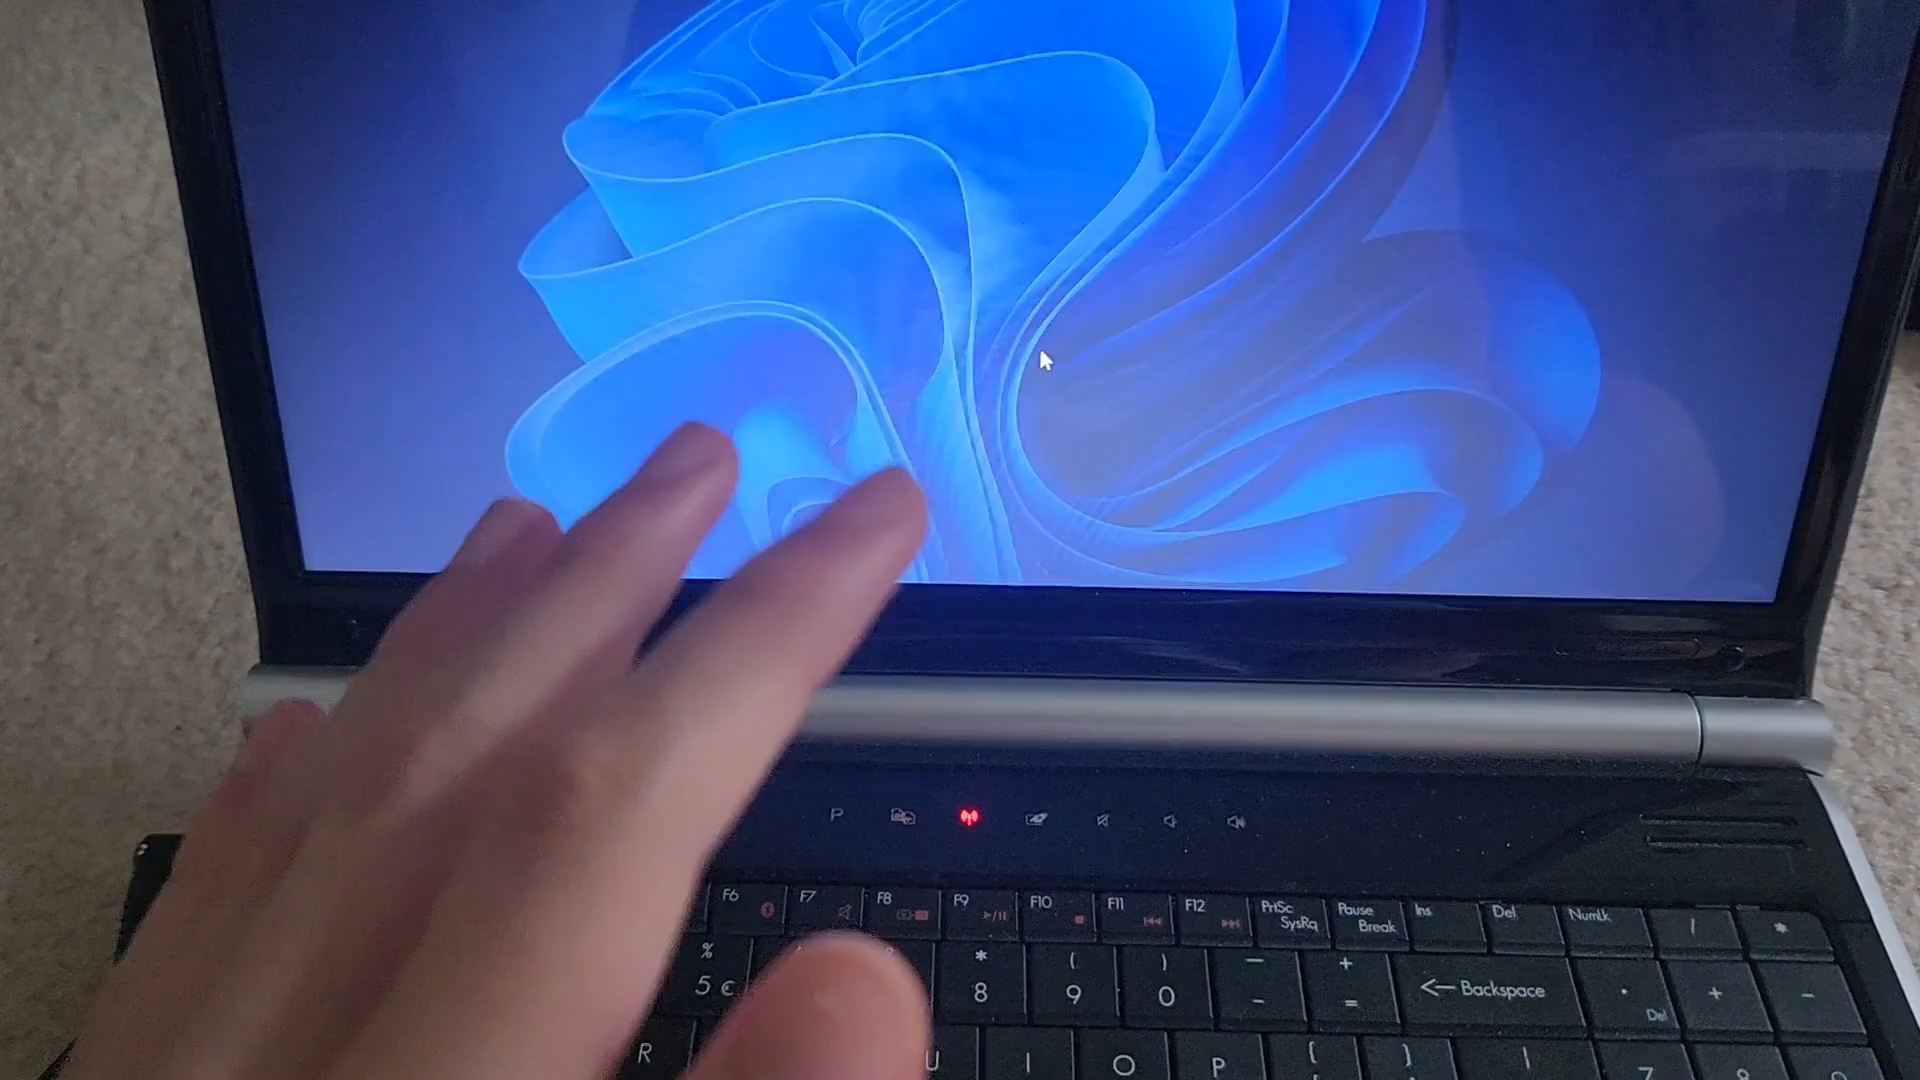 P
F6 F7 F8 F9 F10 F11 F12 PrtSc Pause Ins Del NumLk / *
SysRq Break
% * ( ) — +
5 € 8 9 0 - = Backspace . + -
Del
R U I O P [ ]